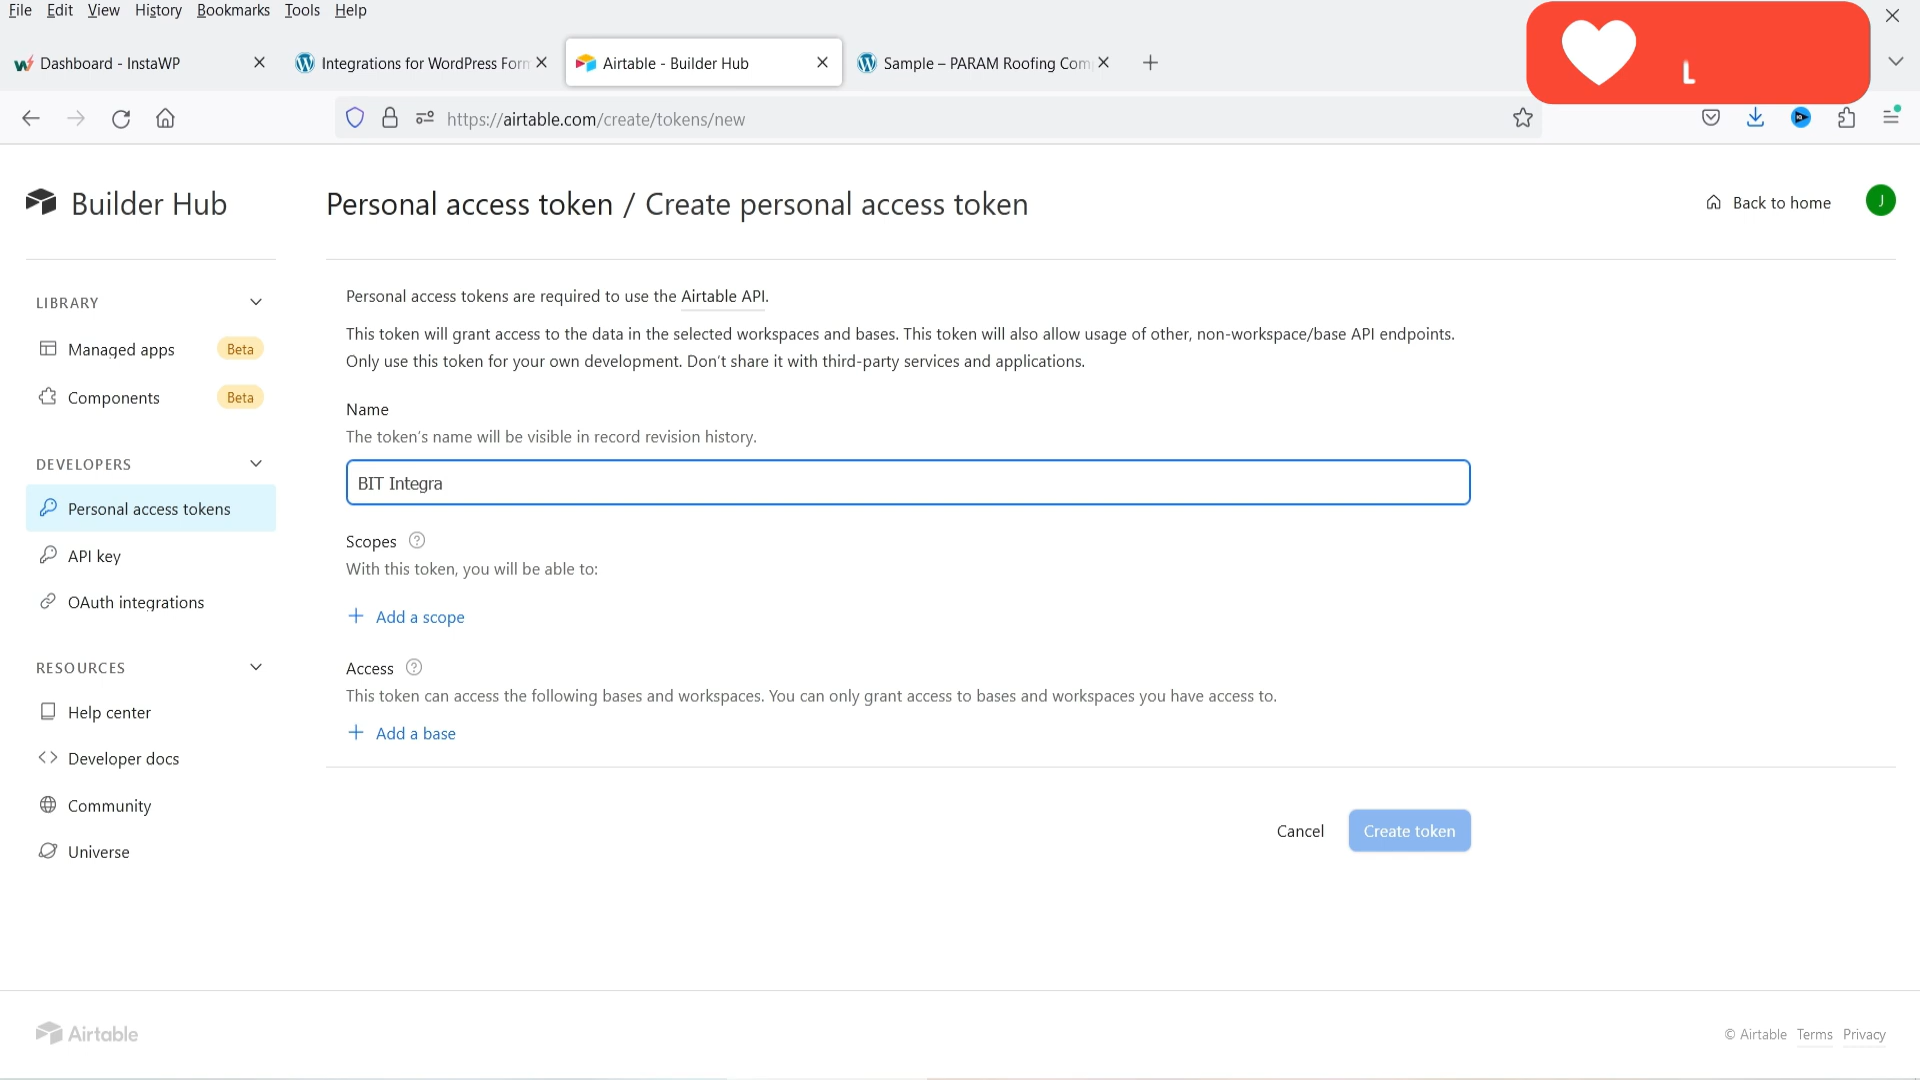 File Edit View History Bookmarks Tools Help
Dashboard - InstaWP
Integrations for WordPress Form
Airtable - Builder Hub
Sample – PARAM Roofing Com
L
https://airtable.com/create/tokens/new
Builder Hub
Personal access token / Create personal access token
Back to home
J
LIBRARY
Managed apps Beta
Components Beta
DEVELOPERS
Personal access tokens
API key
OAuth integrations
RESOURCES
Help center
Developer docs
Community
Universe
Personal access tokens are required to use the Airtable API.
This token will grant access to the data in the selected workspaces and bases. This token will also allow usage of other, non-workspace/base API endpoints.
Only use this token for your own development. Don’t share it with third-party services and applications.
Name
The token’s name will be visible in record revision history.
BIT Integra
Scopes ?
With this token, you will be able to:
+ Add a scope
Access ?
This token can access the following bases and workspaces. You can only grant access to bases and workspaces you have access to.
+ Add a base
Cancel Create token
Airtable
© Airtable Terms Privacy